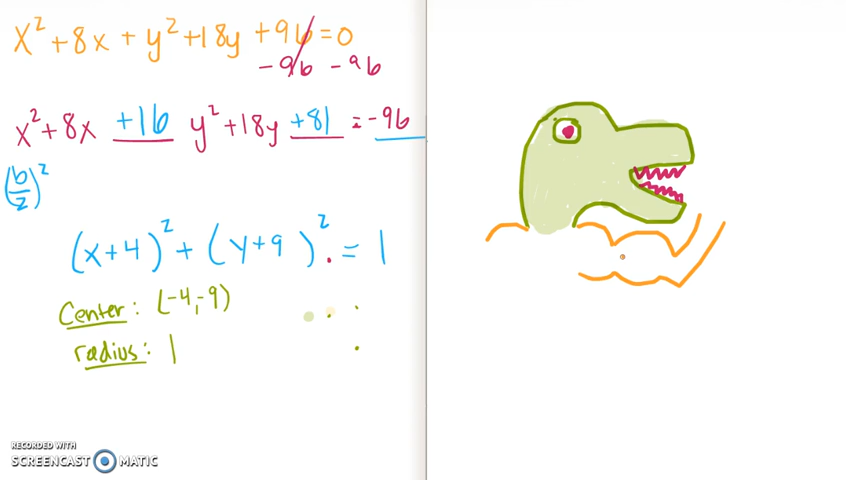 x² + 8x + y² + 18y + 96 = 0
- 96 - 96
x² + 8x +16 y² + 18y +81 = -96
(b/2)²
(x + 4)² + (y + 9)² = 1
Center: (-4, -9)
radius: 1
RECORDED WITH
SCREENCAST MATIC